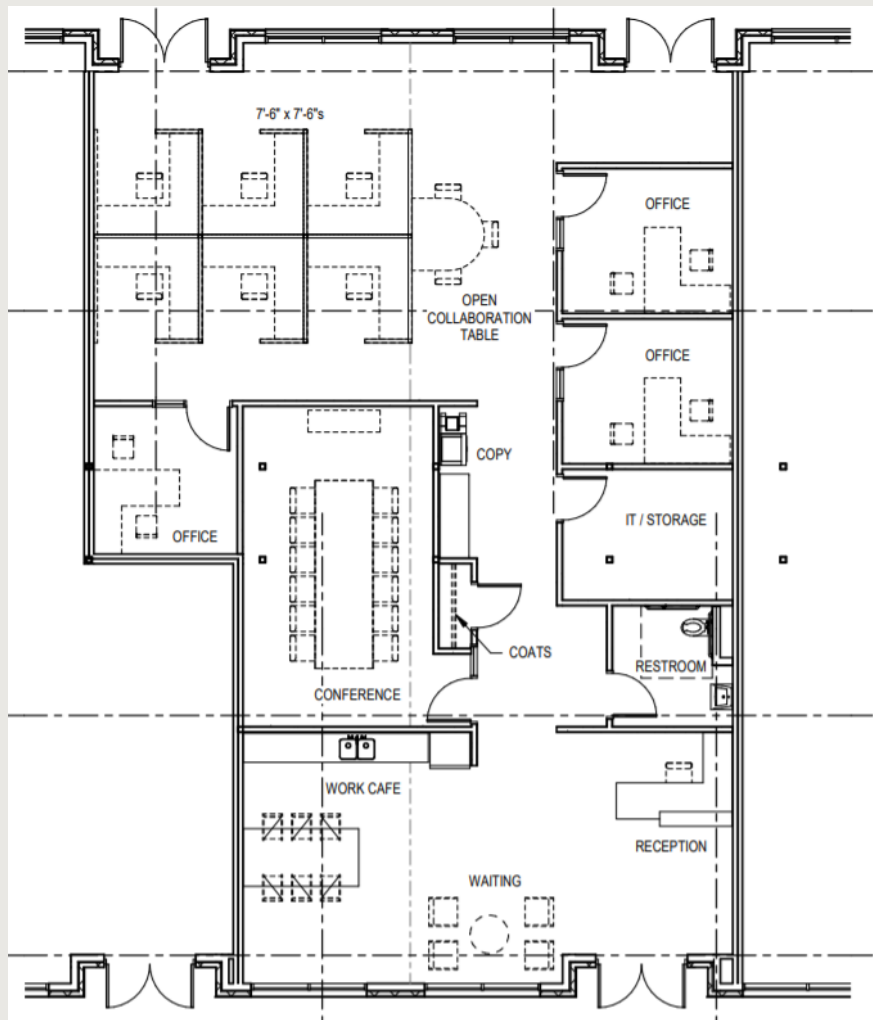 7'-6" x 7'-6"s
OFFICE
OPEN
COLLABORATION
TABLE
OFFICE
COPY
OFFICE
IT / STORAGE
COATS
RESTROOM
CONFERENCE
WORK CAFE
RECEPTION
WAITING